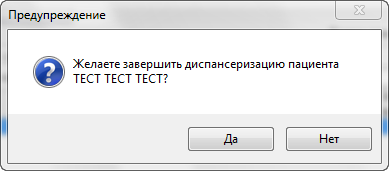 Предупреждение
Желаете завершить диспансеризацию пациента
ТЕСТ ТЕСТ ТЕСТ?
Да
Нет